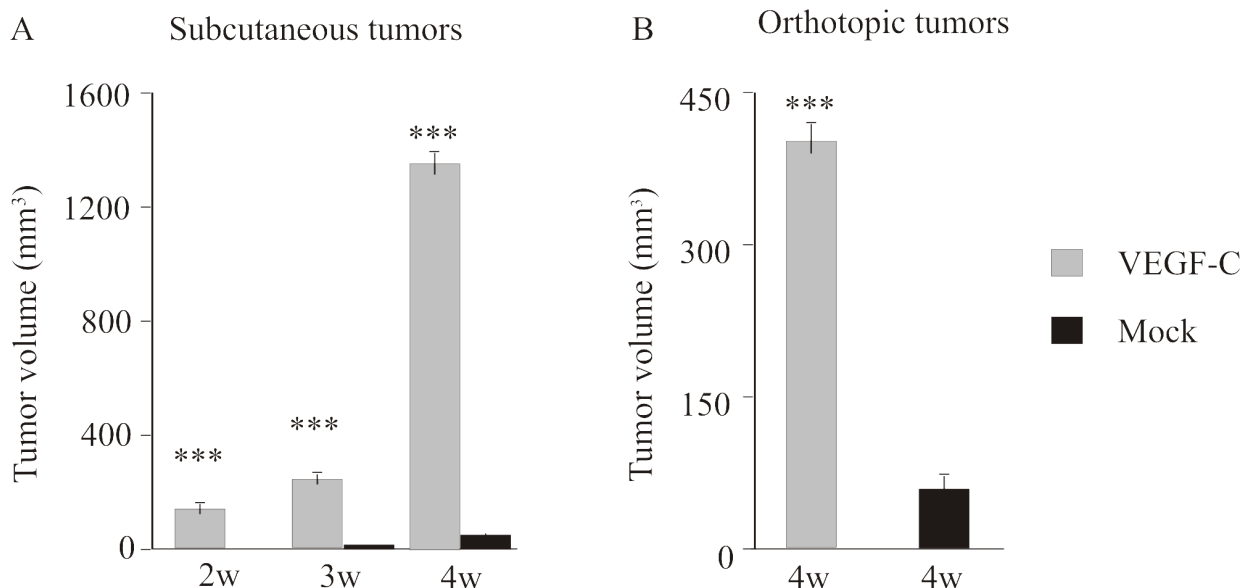 A
Subcutaneous tumors
Tumor volume (mm³)
1600
1200
800
400
0
***
***
***
2w
3w
4w
B
Orthotopic tumors
Tumor volume (mm³)
450
300
150
0
***
4w
4w
VEGF-C
Mock